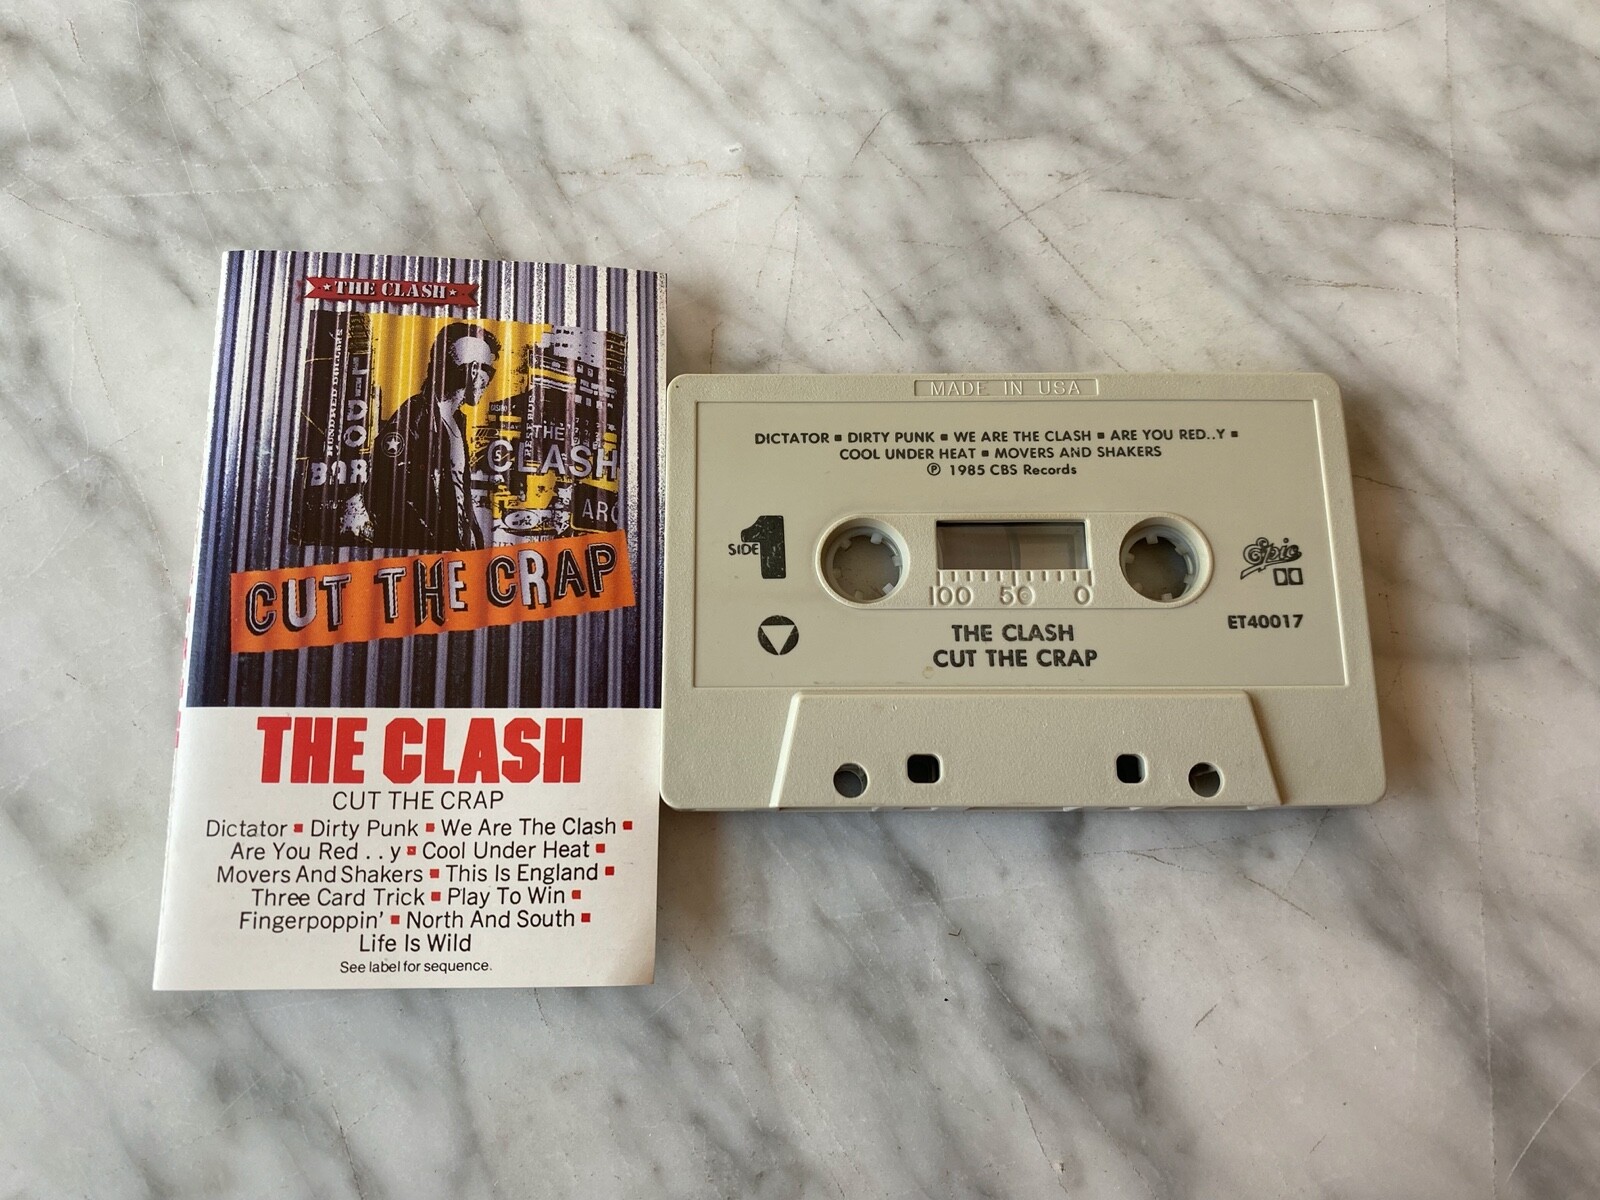 ★ THE CLASH ★
HUNDRED
LIDO
BAR
THE
CLASH
ARC
CUT THE CRAP
THE CLASH
CUT THE CRAP
Dictator ▪ Dirty Punk ▪ We Are The Clash ▪
Are You Red . . y ▪ Cool Under Heat ▪
Movers And Shakers ▪ This Is England ▪
Three Card Trick ▪ Play To Win ▪
Fingerpoppin' ▪ North And South ▪
Life Is Wild
See label for sequence.
MADE IN USA
DICTATOR ▪ DIRTY PUNK ▪ WE ARE THE CLASH ▪ ARE YOU RED..Y ▪
COOL UNDER HEAT ▪ MOVERS AND SHAKERS
℗ 1985 CBS Records
SIDE 1
Epic
100 50 0
ET40017
THE CLASH
CUT THE CRAP